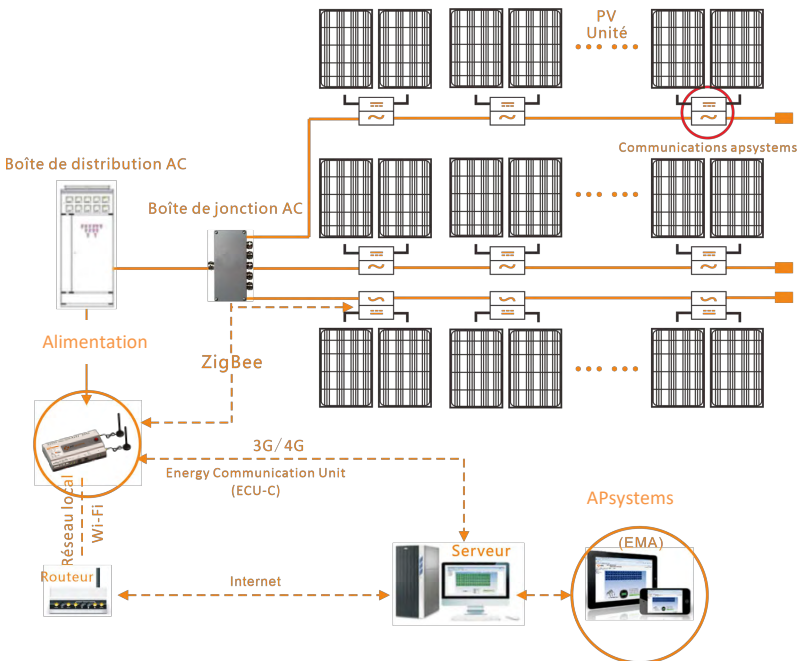 PV
Unité
Communications apsystems
Boîte de distribution AC
Boîte de jonction AC
Alimentation
ZigBee
3G/4G
Energy Communication Unit
(ECU-C)
Réseau local
Wi-Fi
APsystems
(EMA)
Serveur
Routeur
Internet